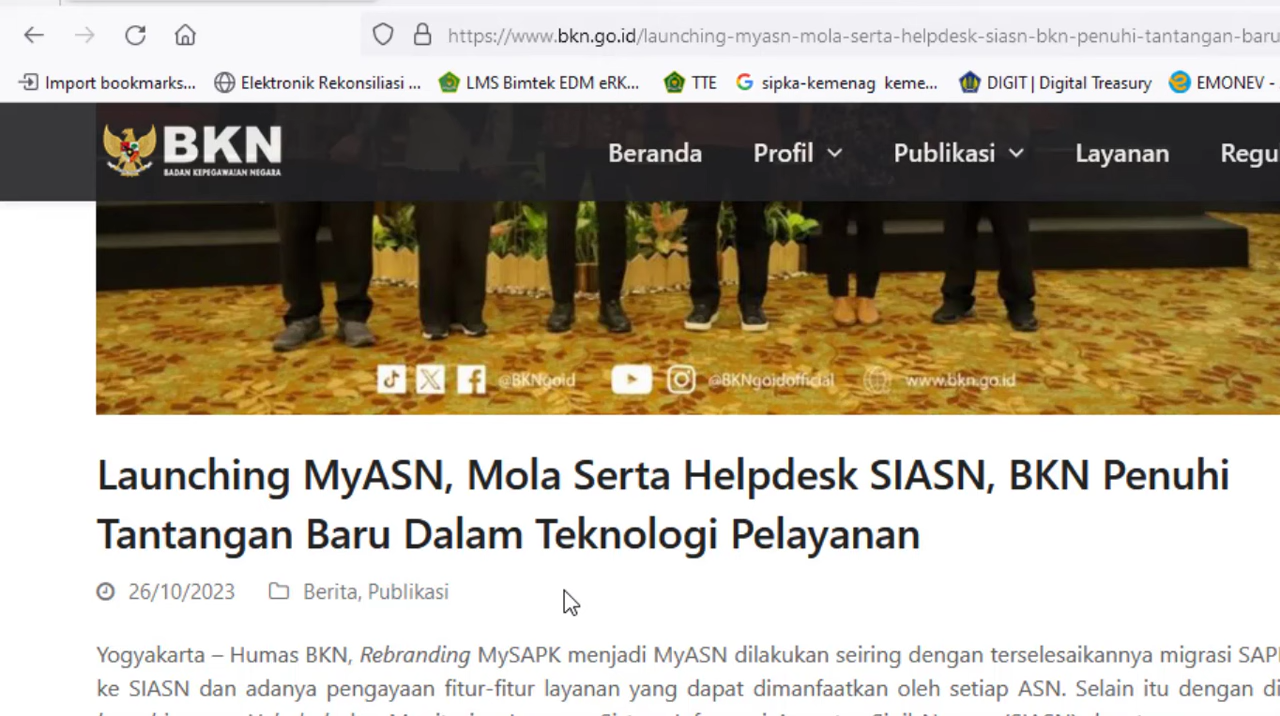 https://www.bkn.go.id/launching-myasn-mola-serta-helpdesk-siasn-bkn-penuhi-tantangan-baru
Import bookmarks... Elektronik Rekonsiliasi ... LMS Bimtek EDM eRK... TTE sipka-kemenag keme... DIGIT | Digital Treasury EMONEV -
BKN Beranda Profil Publikasi Layanan Regu
BADAN KEPEGAWAIAN NEGARA
@BKNgoid @BKNgoidofficial www.bkn.go.id
Launching MyASN, Mola Serta Helpdesk SIASN, BKN Penuhi
Tantangan Baru Dalam Teknologi Pelayanan
26/10/2023 Berita, Publikasi
Yogyakarta – Humas BKN, Rebranding MySAPK menjadi MyASN dilakukan seiring dengan terselesaikannya migrasi SAPK
ke SIASN dan adanya pengayaan fitur-fitur layanan yang dapat dimanfaatkan oleh setiap ASN. Selain itu dengan di